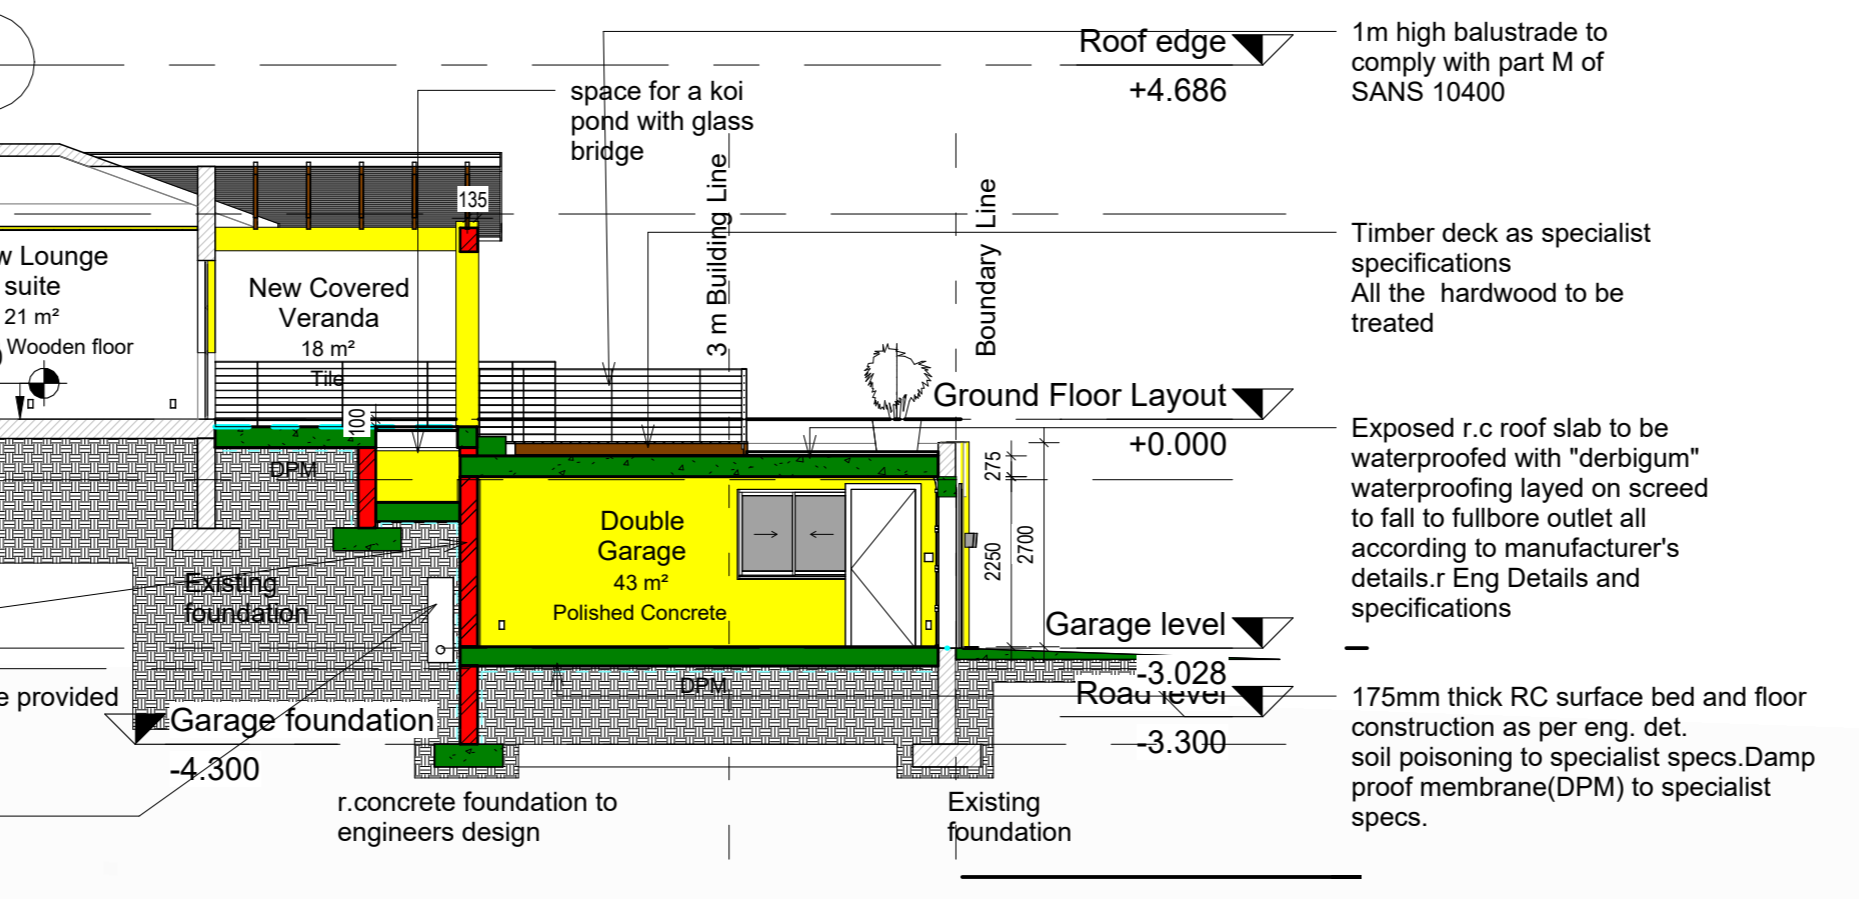 Roof edge
+4.686
1m high balustrade to
comply with part M of
SANS 10400
space for a koi
pond with glass
bridge
135
3 m Building Line
Boundary Line
Timber deck as specialist
specifications
All the hardwood to be
treated
Lounge
suite
21 m²
Wooden floor
New Covered
Veranda
18 m²
Tile
100
Ground Floor Layout
+0.000
Exposed r.c roof slab to be
waterproofed with "derbigum"
waterproofing layed on screed
to fall to fullbore outlet all
according to manufacturer's
details.r Eng Details and
specifications
DPM
275
2250
2700
Double
Garage
43 m²
Polished Concrete
Existing
foundation
Garage level
-3.028
Road level
-3.300
DPM
provided
Garage foundation
-4.300
175mm thick RC surface bed and floor
construction as per eng. det.
soil poisoning to specialist specs.Damp
proof membrane(DPM) to specialist
specs.
r.concrete foundation to
engineers design
Existing
foundation